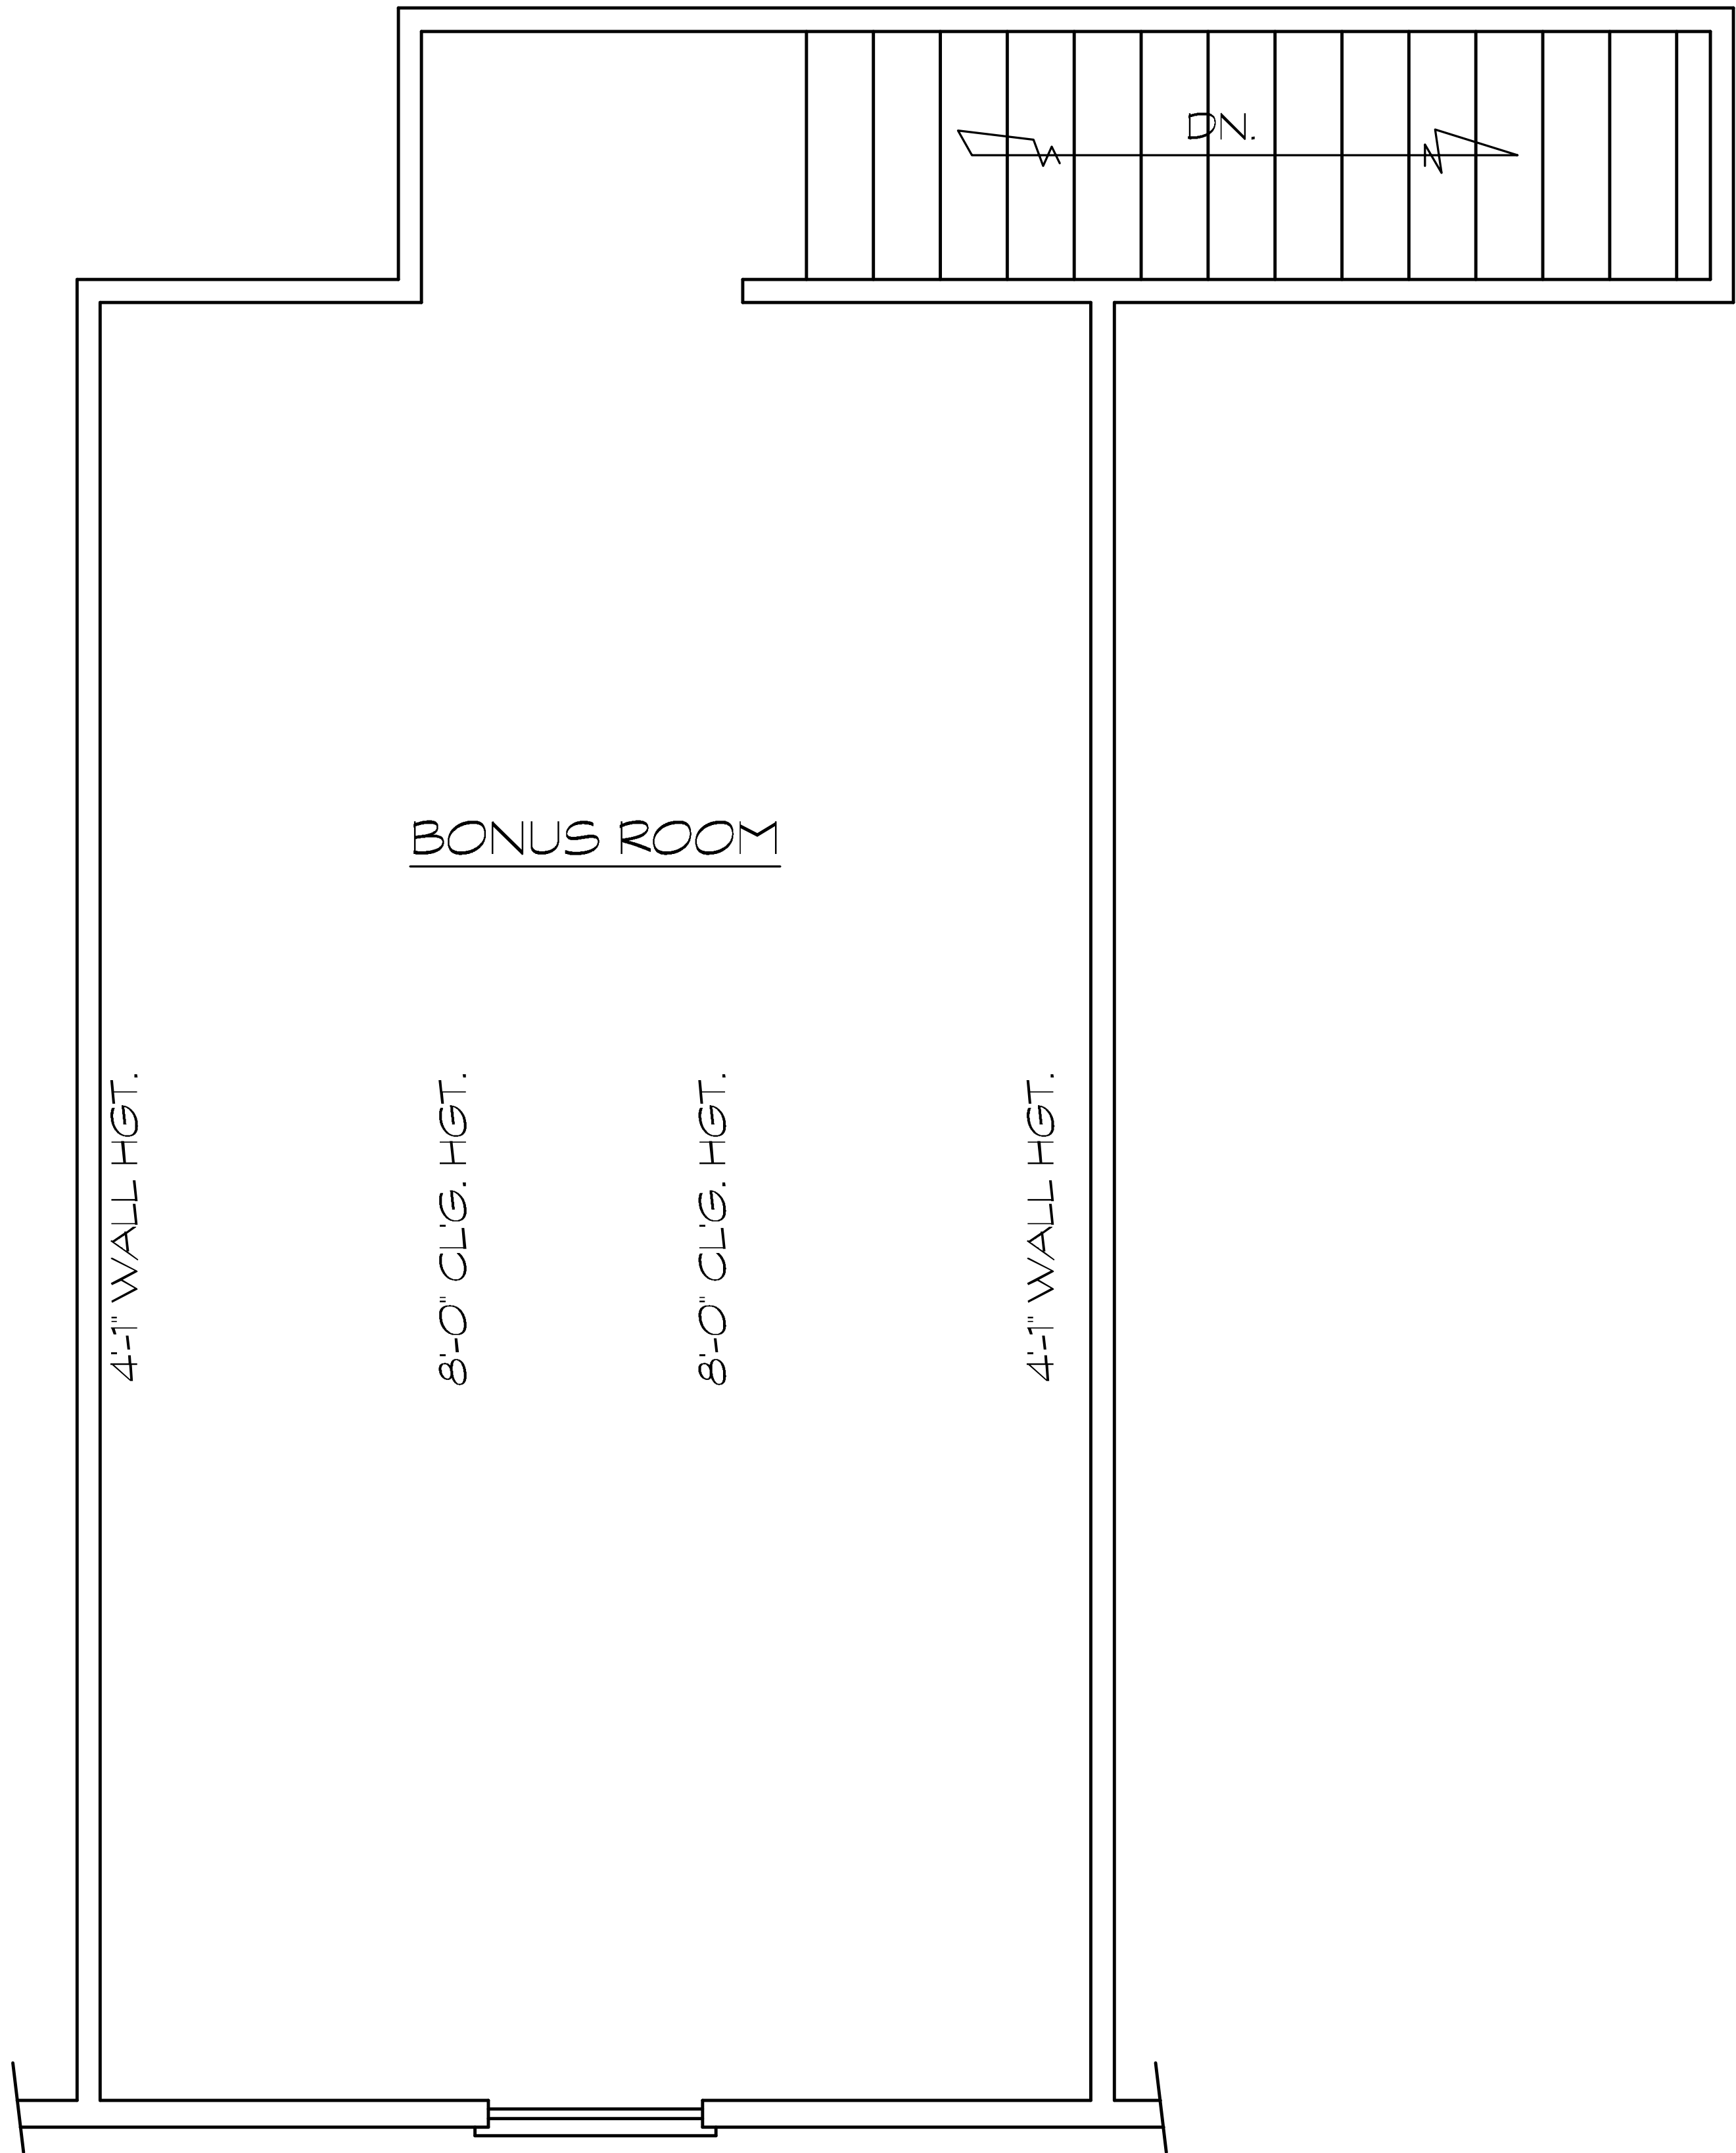 DN.
BONUS ROOM
4'-1" WALL HGT.
8'-0" CLG. HGT.
8'-0" CLG. HGT.
4'-1" WALL HGT.